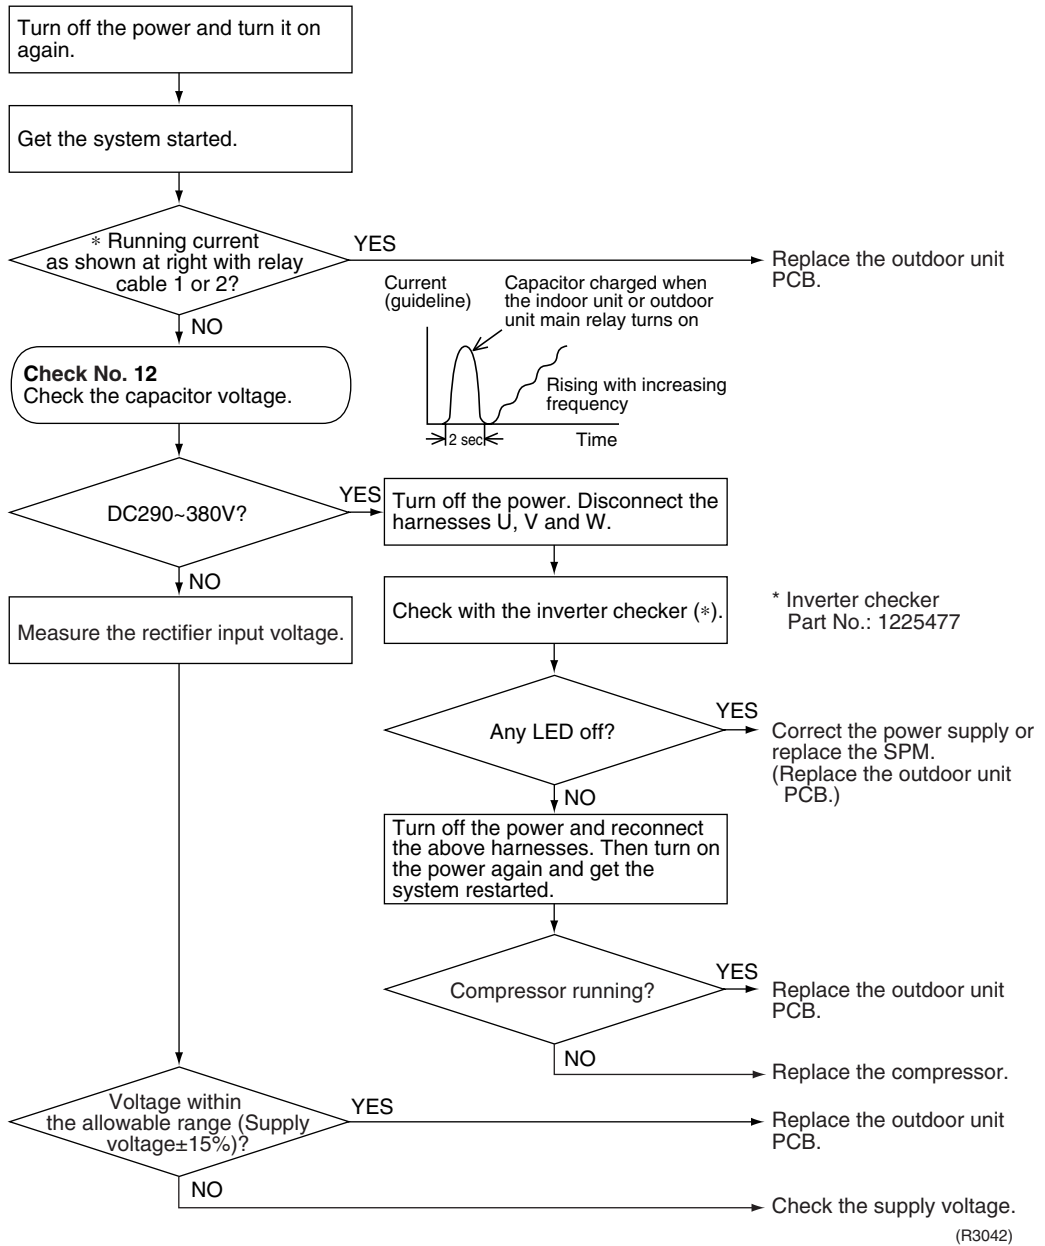 Turn off the power and turn it on
again.
Get the system started.
* Running current
as shown at right with relay
cable 1 or 2?
YES
Replace the outdoor unit
PCB.
NO
Current
(guideline)
Capacitor charged when
the indoor unit or outdoor
unit main relay turns on
Rising with increasing
frequency
2 sec
Time
Check No. 12
Check the capacitor voltage.
DC290~380V?
YES
Turn off the power. Disconnect the
harnesses U, V and W.
NO
Check with the inverter checker (*).
* Inverter checker
Part No.: 1225477
Measure the rectifier input voltage.
Any LED off?
YES
Correct the power supply or
replace the SPM.
(Replace the outdoor unit
PCB.)
NO
Turn off the power and reconnect
the above harnesses. Then turn on
the power again and get the
system restarted.
Compressor running?
YES
Replace the outdoor unit
PCB.
NO
Replace the compressor.
Voltage within
the allowable range (Supply
voltage±15%)?
YES
Replace the outdoor unit
PCB.
NO
Check the supply voltage.
(R3042)